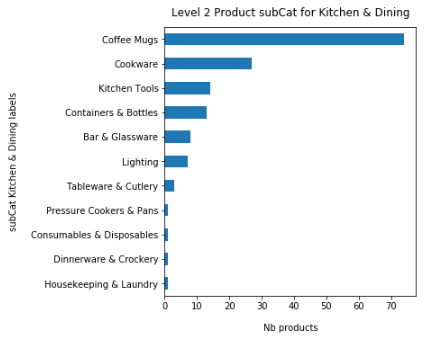 Level 2 Product subCat for Kitchen & Dining
subCat Kitchen & Dining labels
Coffee Mugs
Cookware
Kitchen Tools
Containers & Bottles
Bar & Glassware
Lighting
Tableware & Cutlery
Pressure Cookers & Pans
Consumables & Disposables
Dinnerware & Crockery
Housekeeping & Laundry
0 10 20 30 40 50 60 70
Nb products